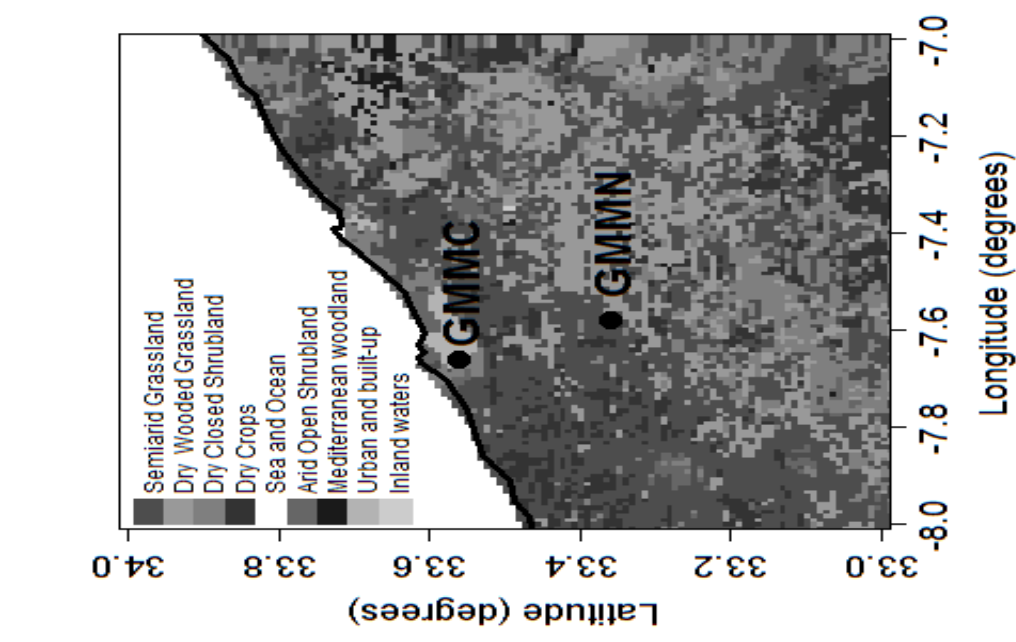 Semiarid Grassland
Dry Wooded Grassland
Dry Closed Shrubland
Dry Crops
Sea and Ocean
Arid Open Shrubland
Mediterranean woodland
Urban and built-up
Inland waters
GMMC
GMMN
34.0
33.8
33.6
33.4
33.2
33.0
Latitude (degrees)
-8.0
-7.8
-7.6
-7.4
-7.2
-7.0
Longitude (degrees)